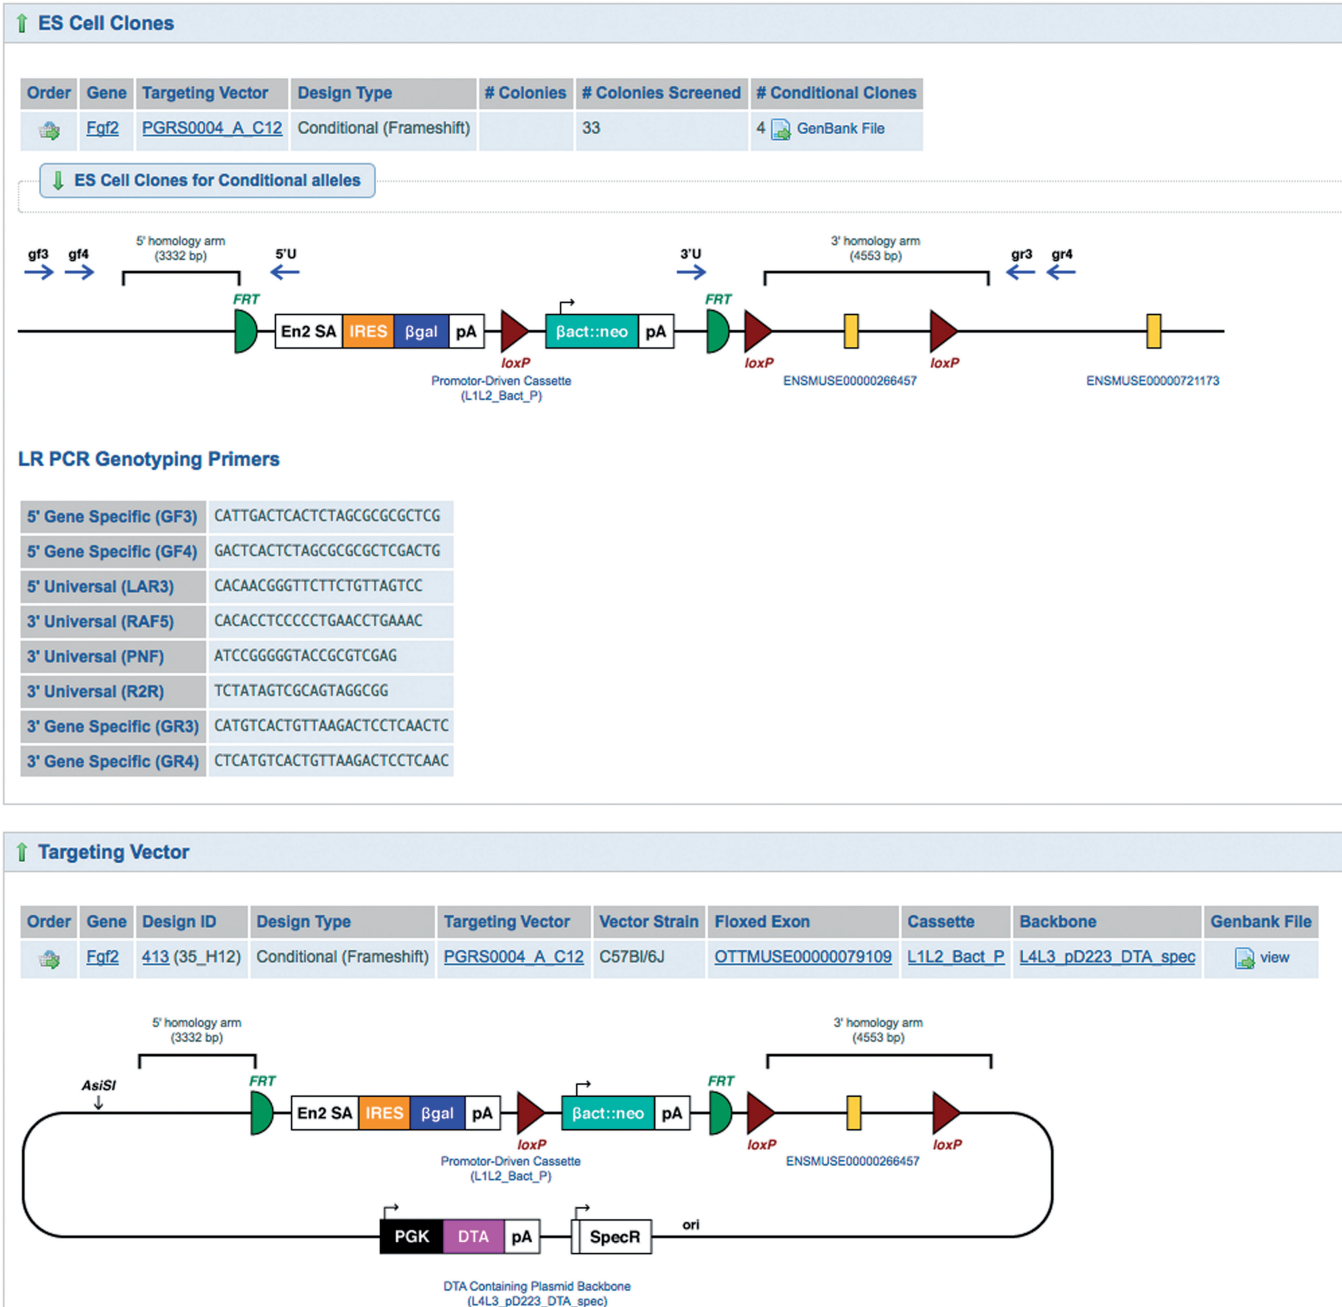 ES Cell Clones
Order Gene Targeting Vector Design Type # Colonies # Colonies Screened # Conditional Clones
Fgf2 PGRS0004_A_C12 Conditional (Frameshift) 33 4 GenBank File
ES Cell Clones for Conditional alleles
5' homology arm 3' homology arm
gf3 gf4 (3332 bp) 5'U 3'U (4553 bp) gr3 gr4
FRT FRT
En2 SA IRES βgal pA βact::neo pA
loxP loxP loxP
Promotor-Driven Cassette ENSMUSE00000266457 ENSMUSE00000721173
(L1L2_Bact_P)
LR PCR Genotyping Primers
5' Gene Specific (GF3) CATTGACTCACTCTAGCGCGCGCTCG
5' Gene Specific (GF4) GACTCACTCTAGCGCGCGCTCGACTG
5' Universal (LAR3) CACAACGGGTTCTTCTGTTAGTCC
3' Universal (RAF5) CACACCTCCCCCTGAACCTGAAAC
3' Universal (PNF) ATCCGGGGGTACCGCGTCGAG
3' Universal (R2R) TCTATAGTCGCAGTAGGCGG
3' Gene Specific (GR3) CATGTCACTGTTAAGACTCCTCAACTC
3' Gene Specific (GR4) CTCATGTCACTGTTAAGACTCCTCAAC
Targeting Vector
Order Gene Design ID Design Type Targeting Vector Vector Strain Floxed Exon Cassette Backbone Genbank File
Fgf2 413 (35_H12) Conditional (Frameshift) PGRS0004_A_C12 C57Bl/6J OTTMUSE00000079109 L1L2_Bact_P L4L3_pD223_DTA_spec view
5' homology arm 3' homology arm
(3332 bp) (4553 bp)
AsiSI FRT FRT
En2 SA IRES βgal pA βact::neo pA
loxP loxP loxP
Promotor-Driven Cassette ENSMUSE00000266457
(L1L2_Bact_P)
PGK DTA pA SpecR ori
DTA Containing Plasmid Backbone
(L4L3_pD223_DTA_spec)